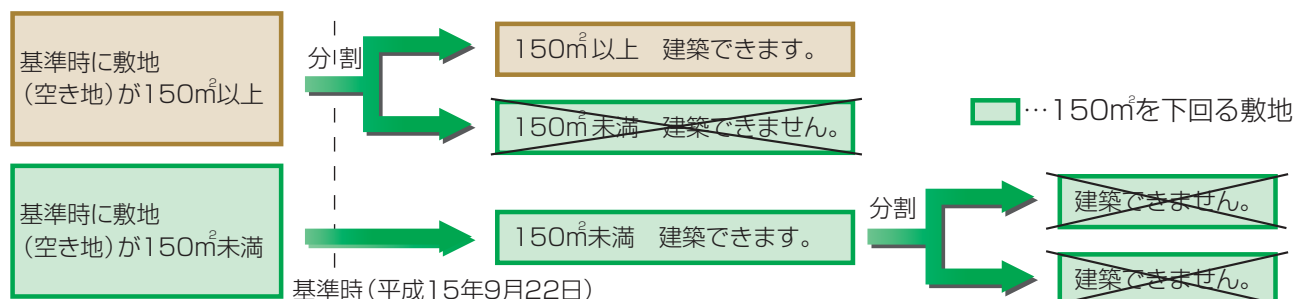 基準時に敷地
(空き地)が150㎡以上
分割
150㎡以上 建築できます。
150㎡未満 建築できません。
…150㎡を下回る敷地
基準時に敷地
(空き地)が150㎡未満
150㎡未満 建築できます。
分割
建築できません。
建築できません。
基準時(平成15年9月22日)